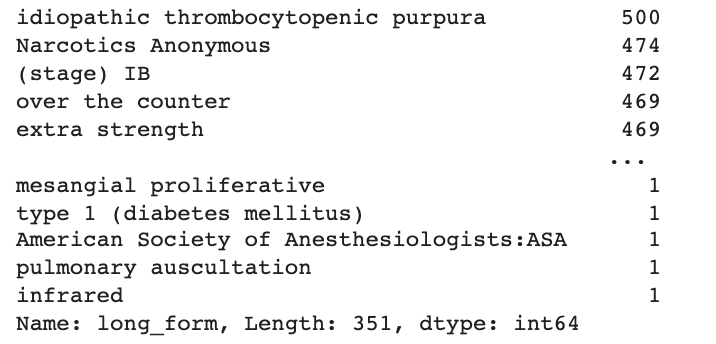 idiopathic thrombocytopenic purpura 500
Narcotics Anonymous 474
(stage) IB 472
over the counter 469
extra strength 469
...
mesangial proliferative 1
type 1 (diabetes mellitus) 1
American Society of Anesthesiologists:ASA 1
pulmonary auscultation 1
infrared 1
Name: long_form, Length: 351, dtype: int64